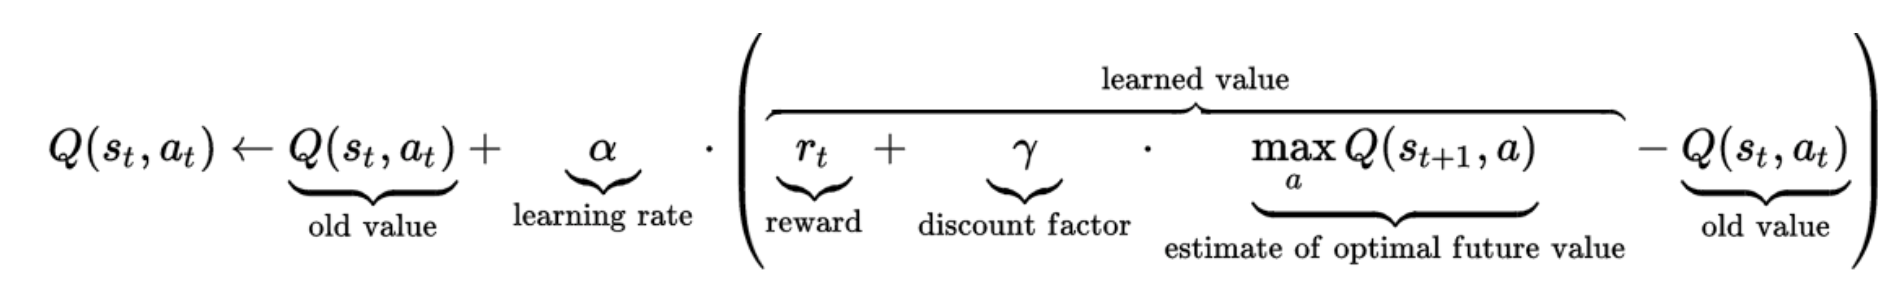 learned value
Q(s_t, a_t) ← Q(s_t, a_t) + α · ( r_t + γ · max_a Q(s_{t+1}, a) − Q(s_t, a_t) )
old value learning rate reward discount factor estimate of optimal future value old value